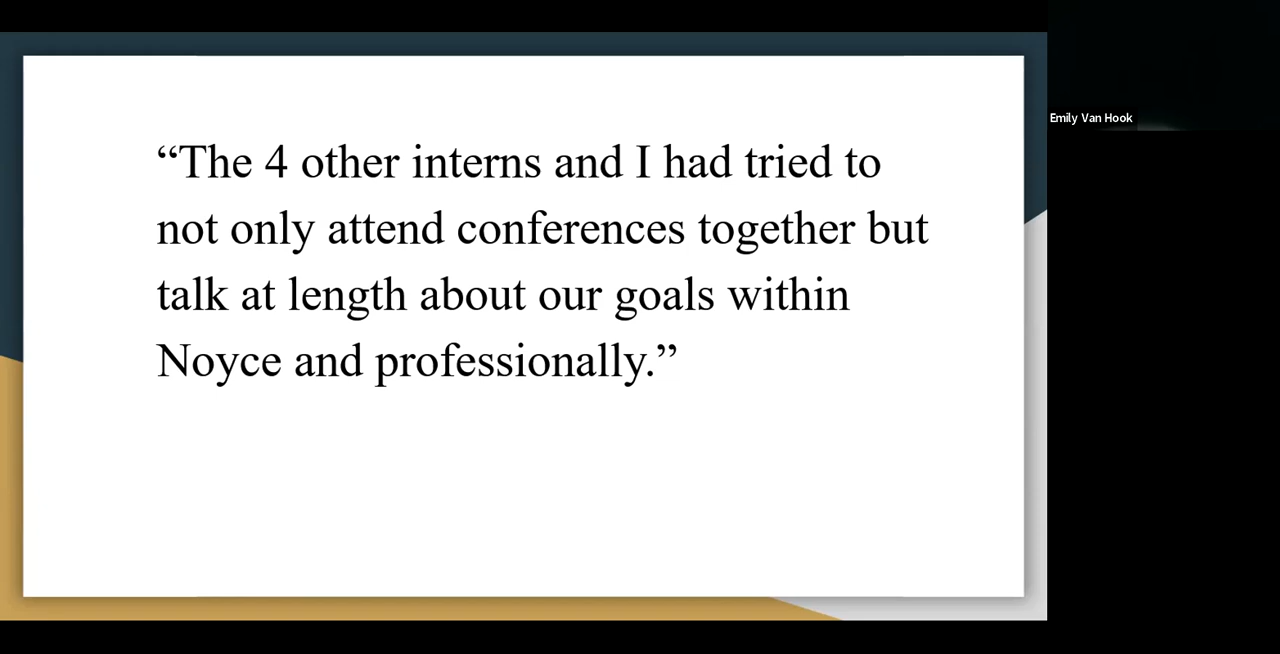 “The 4 other interns and I had tried to
not only attend conferences together but
talk at length about our goals within
Noyce and professionally.”
Emily Van Hook